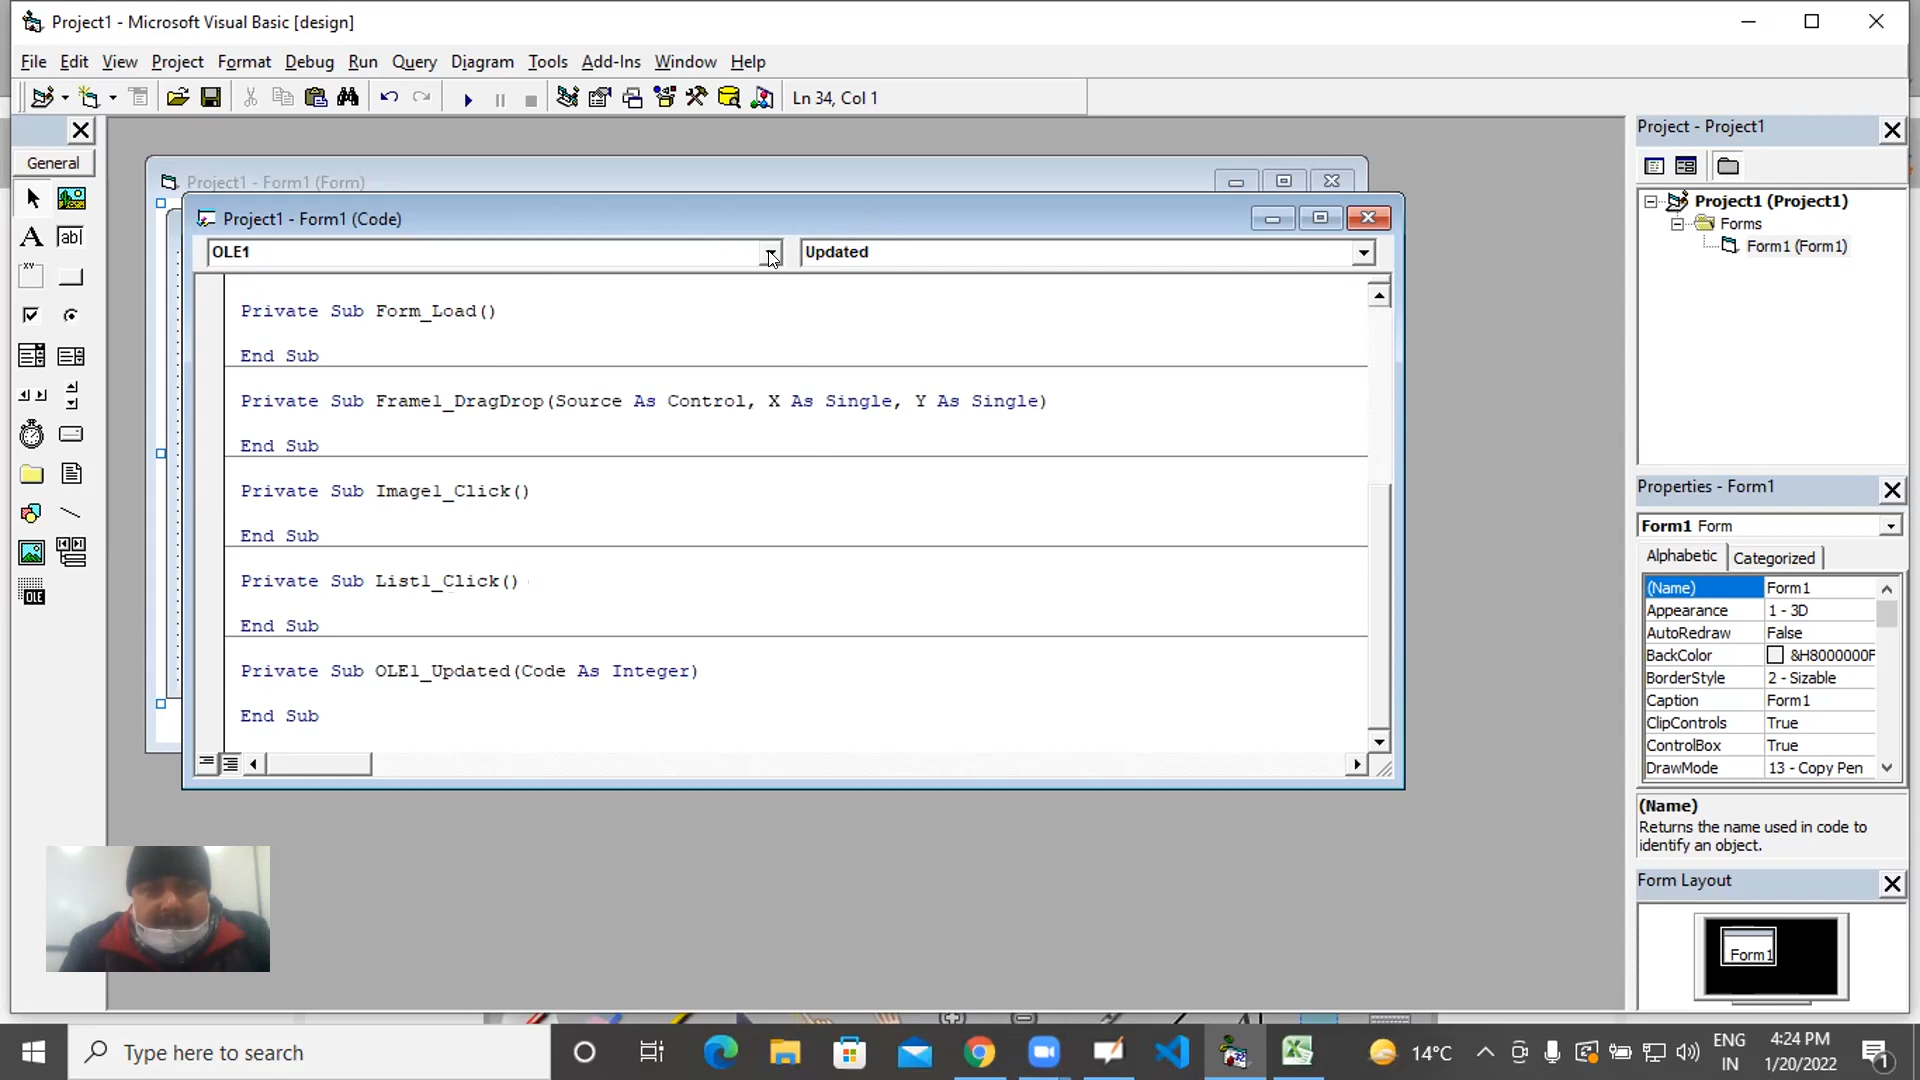 Project1 - Microsoft Visual Basic [design]
File Edit View Project Format Debug Run Query Diagram Tools Add-Ins Window Help
Ln 34, Col 1
General
Project1 - Form1 (Form)
Project1 - Form1 (Code)
OLE1
Updated
Private Sub Form_Load()
End Sub
Private Sub Frame1_DragDrop(Source As Control, X As Single, Y As Single)
End Sub
Private Sub Image1_Click()
End Sub
Private Sub List1_Click()
End Sub
Private Sub OLE1_Updated(Code As Integer)
End Sub
A
ab|
xy
OLE
Project - Project1
Project1 (Project1)
Forms
Form1 (Form1)
Properties - Form1
Form1 Form
Alphabetic Categorized
(Name) Form1
Appearance 1 - 3D
AutoRedraw False
BackColor &H8000000F
BorderStyle 2 - Sizable
Caption Form1
ClipControls True
ControlBox True
DrawMode 13 - Copy Pen
(Name)
Returns the name used in code to
identify an object.
Form Layout
Form1
Type here to search
14°C
ENG
IN
4:24 PM
1/20/2022
1